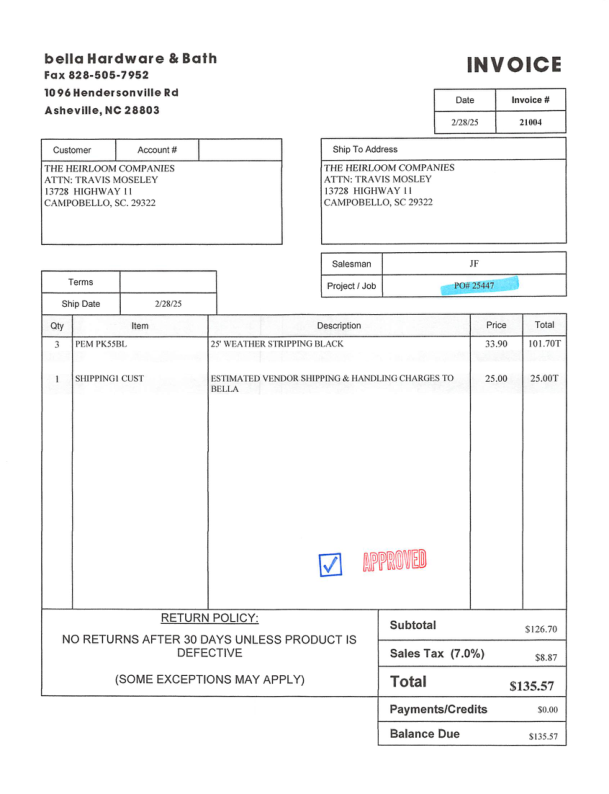 bella Hardware & Bath
Fax 828-505-7952
1096 Hendersonville Rd
Asheville, NC 28803
INVOICE
Date Invoice #
2/28/25 21004
Customer Account #
THE HEIRLOOM COMPANIES
ATTN: TRAVIS MOSELEY
13728 HIGHWAY 11
CAMPOBELLO, SC. 29322
Ship To Address
THE HEIRLOOM COMPANIES
ATTN: TRAVIS MOSLEY
13728 HIGHWAY 11
CAMPOBELLO, SC 29322
Salesman JF
Project / Job PO# 25447
Terms
Ship Date 2/28/25
Qty Item Description Price Total
3 PEM PK55BL 25' WEATHER STRIPPING BLACK 33.90 101.70T
1 SHIPPING1 CUST ESTIMATED VENDOR SHIPPING & HANDLING CHARGES TO 25.00 25.00T
BELLA
APPROVED
RETURN POLICY:
NO RETURNS AFTER 30 DAYS UNLESS PRODUCT IS
DEFECTIVE
(SOME EXCEPTIONS MAY APPLY)
Subtotal $126.70
Sales Tax (7.0%) $8.87
Total $135.57
Payments/Credits $0.00
Balance Due $135.57